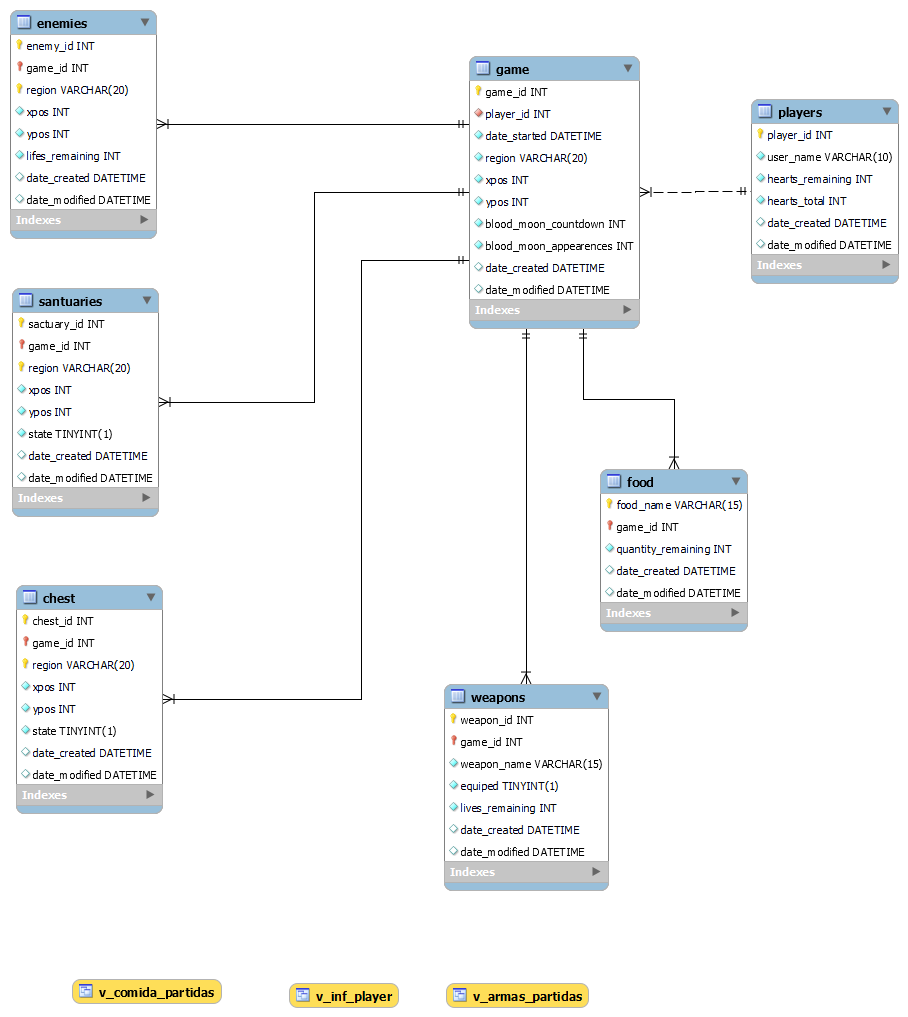 enemies
enemy_id INT
game_id INT
region VARCHAR(20)
xpos INT
ypos INT
lifes_remaining INT
date_created DATETIME
date_modified DATETIME
Indexes
game
game_id INT
player_id INT
date_started DATETIME
region VARCHAR(20)
xpos INT
ypos INT
blood_moon_countdown INT
blood_moon_appearences INT
date_created DATETIME
date_modified DATETIME
Indexes
players
player_id INT
user_name VARCHAR(10)
hearts_remaining INT
hearts_total INT
date_created DATETIME
date_modified DATETIME
Indexes
santuaries
sactuary_id INT
game_id INT
region VARCHAR(20)
xpos INT
ypos INT
state TINYINT(1)
date_created DATETIME
date_modified DATETIME
Indexes
food
food_name VARCHAR(15)
game_id INT
quantity_remaining INT
date_created DATETIME
date_modified DATETIME
Indexes
chest
chest_id INT
game_id INT
region VARCHAR(20)
xpos INT
ypos INT
state TINYINT(1)
date_created DATETIME
date_modified DATETIME
Indexes
weapons
weapon_id INT
game_id INT
weapon_name VARCHAR(15)
equiped TINYINT(1)
lives_remaining INT
date_created DATETIME
date_modified DATETIME
Indexes
v_comida_partidas
v_inf_player
v_armas_partidas